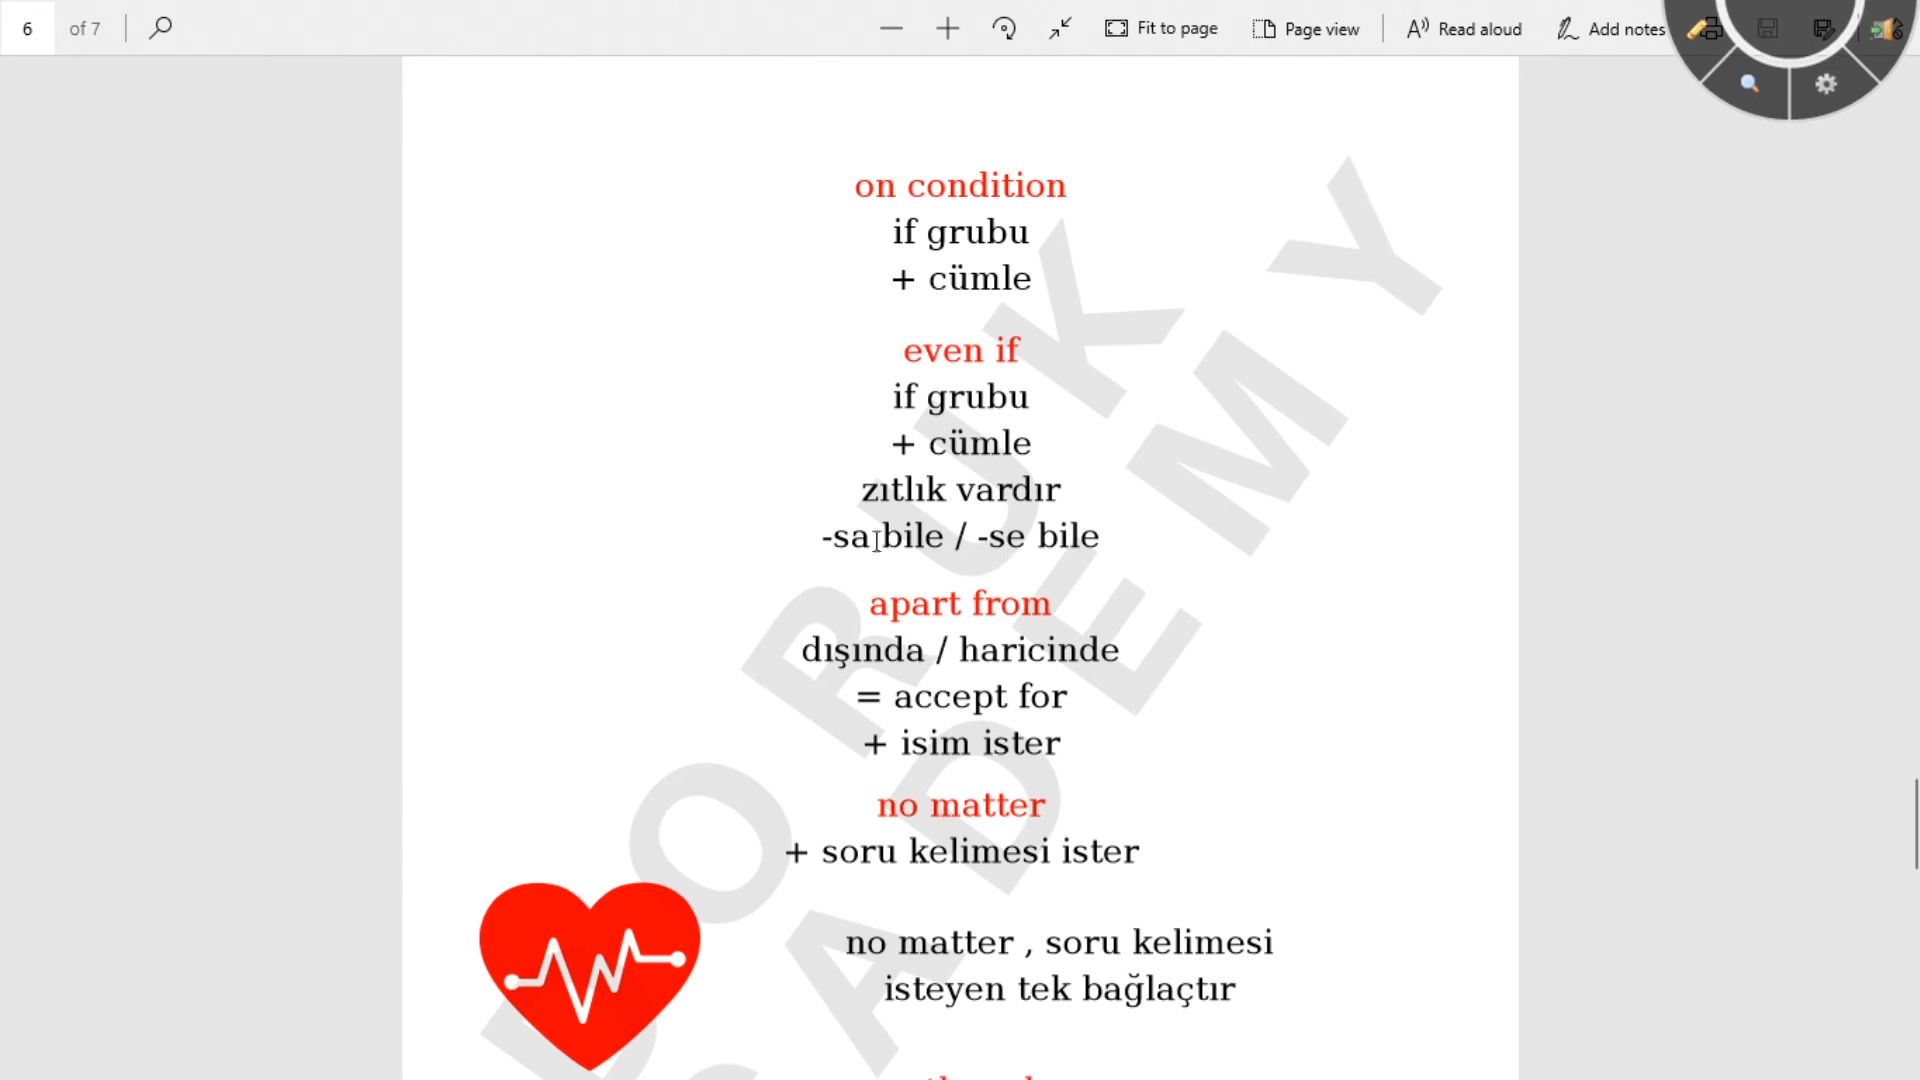 6 of 7 Fit to page Page view Read aloud Add notes
on condition
if grubu
+ cümle
even if
if grubu
+ cümle
zıtlık vardır
-sa bile / -se bile
apart from
dışında / haricinde
= accept for
+ isim ister
no matter
+ soru kelimesi ister
no matter , soru kelimesi
isteyen tek bağlaçtır